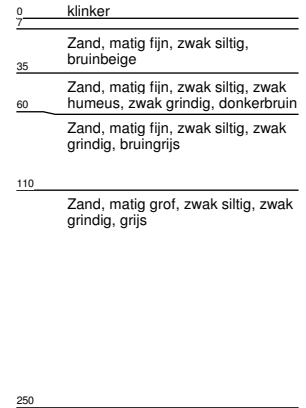 0 klinker
7
Zand, matig fijn, zwak siltig,
bruinbeige
35
Zand, matig fijn, zwak siltig, zwak
humeus, zwak grindig, donkerbruin
60
Zand, matig fijn, zwak siltig, zwak
grindig, bruingrijs
110
Zand, matig grof, zwak siltig, zwak
grindig, grijs
250